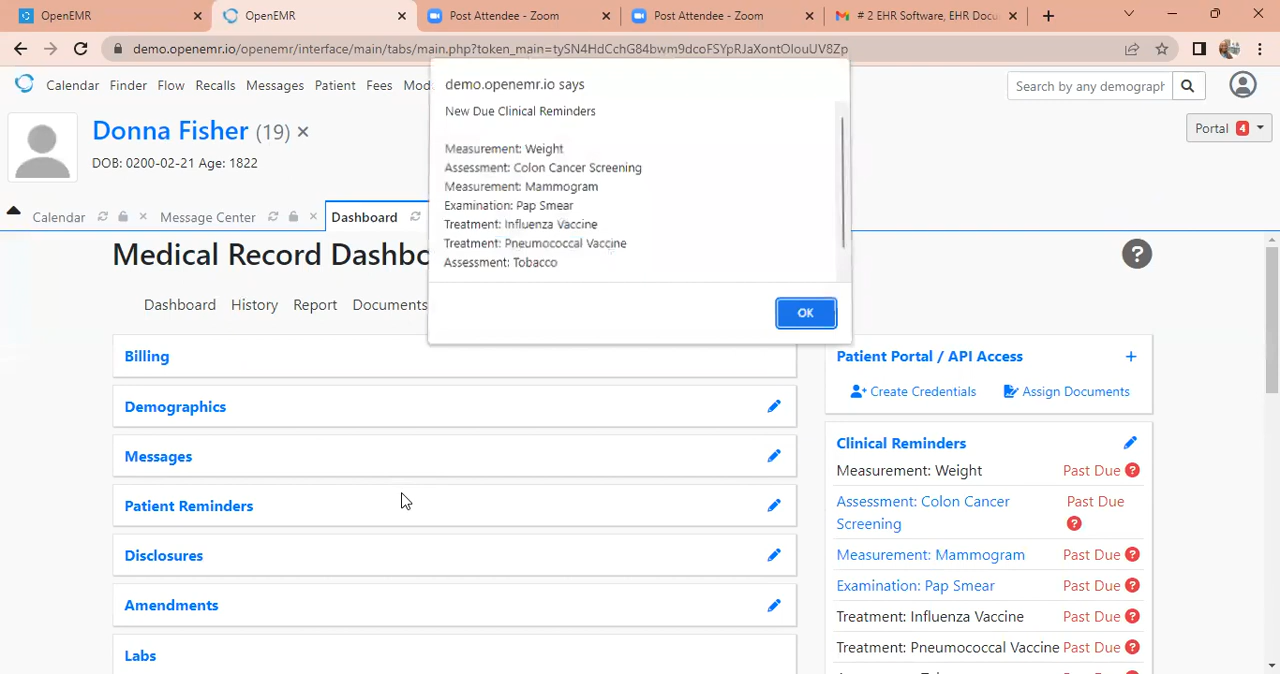 OpenEMR
OpenEMR
Post Attendee - Zoom
Post Attendee - Zoom
# 2 EHR Software, EHR Docu
demo.openemr.io/openemr/interface/main/tabs/main.php?token_main=tySN4HdCchG84bwm9dcoFSYpRJaXontOlouUV8Zp
Calendar Finder Flow Recalls Messages Patient Fees Mod
Search by any demograph
Donna Fisher (19)
DOB: 0200-02-21 Age: 1822
Portal 4
demo.openemr.io says
New Due Clinical Reminders
Measurement: Weight
Assessment: Colon Cancer Screening
Measurement: Mammogram
Examination: Pap Smear
Treatment: Influenza Vaccine
Treatment: Pneumococcal Vaccine
Assessment: Tobacco
OK
Calendar Message Center Dashboard
Medical Record Dashbo
Dashboard History Report Documents
Billing
Demographics
Messages
Patient Reminders
Disclosures
Amendments
Labs
Patient Portal / API Access
Create Credentials Assign Documents
Clinical Reminders
Measurement: Weight Past Due
Assessment: Colon Cancer Past Due
Screening
Measurement: Mammogram Past Due
Examination: Pap Smear Past Due
Treatment: Influenza Vaccine Past Due
Treatment: Pneumococcal Vaccine Past Due